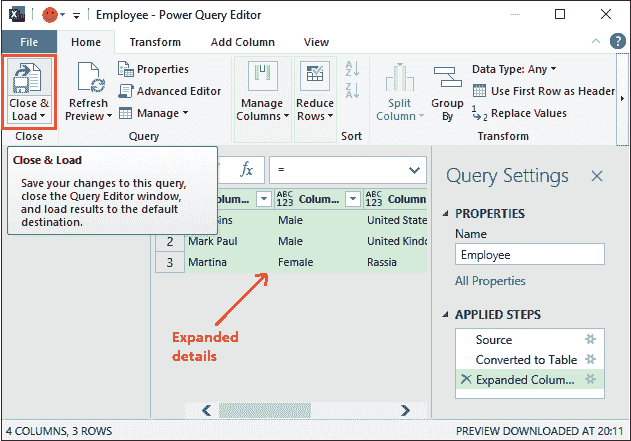 Employee - Power Query Editor
File Home Transform Add Column View
Close & Load
Refresh Preview
Properties
Advanced Editor
Manage
Manage Columns
Reduce Rows
Split Column
Group By
Data Type: Any
Use First Row as Header
Replace Values
Close Query Sort Transform
Close & Load
Save your changes to this query,
close the Query Editor window,
and load results to the default
destination.
fx =
Colum... ABC 123 Colum... ABC 123 Column
Male United State
2 Mark Paul Male United Kingd
3 Martina Female Rassia
Expanded
details
Query Settings
PROPERTIES
Name
Employee
All Properties
APPLIED STEPS
Source
Converted to Table
Expanded Colum...
4 COLUMNS, 3 ROWS PREVIEW DOWNLOADED AT 20:11